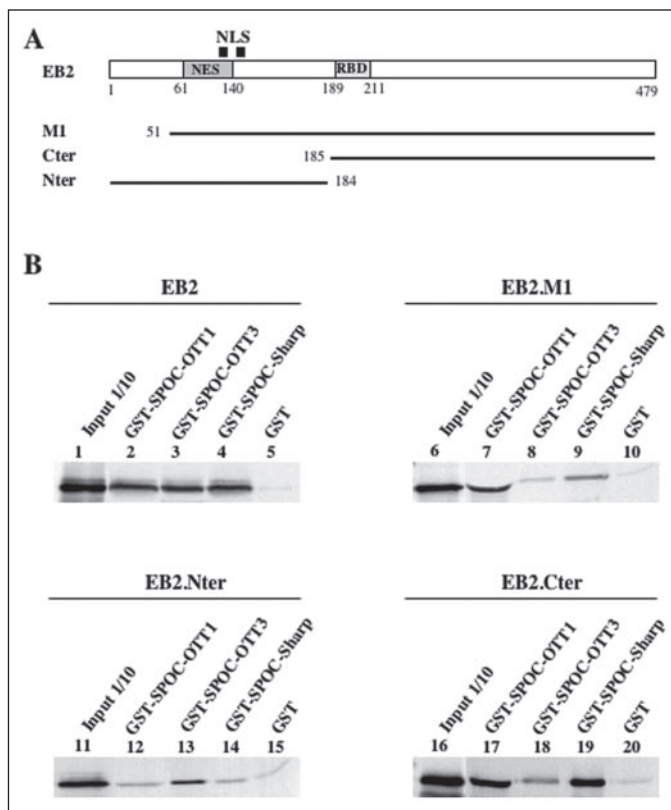 A
NLS
EB2 NES RBD
1 61 140 189 211 479
M1 51
Cter 185
Nter 184
B
EB2
Input 1/10 GST-SPOC-OTT1 GST-SPOC-OTT3 GST-SPOC-Sharp GST
1 2 3 4 5
EB2.M1
Input 1/10 GST-SPOC-OTT1 GST-SPOC-OTT3 GST-SPOC-Sharp GST
6 7 8 9 10
EB2.Nter
Input 1/10 GST-SPOC-OTT1 GST-SPOC-OTT3 GST-SPOC-Sharp GST
11 12 13 14 15
EB2.Cter
Input 1/10 GST-SPOC-OTT1 GST-SPOC-OTT3 GST-SPOC-Sharp GST
16 17 18 19 20